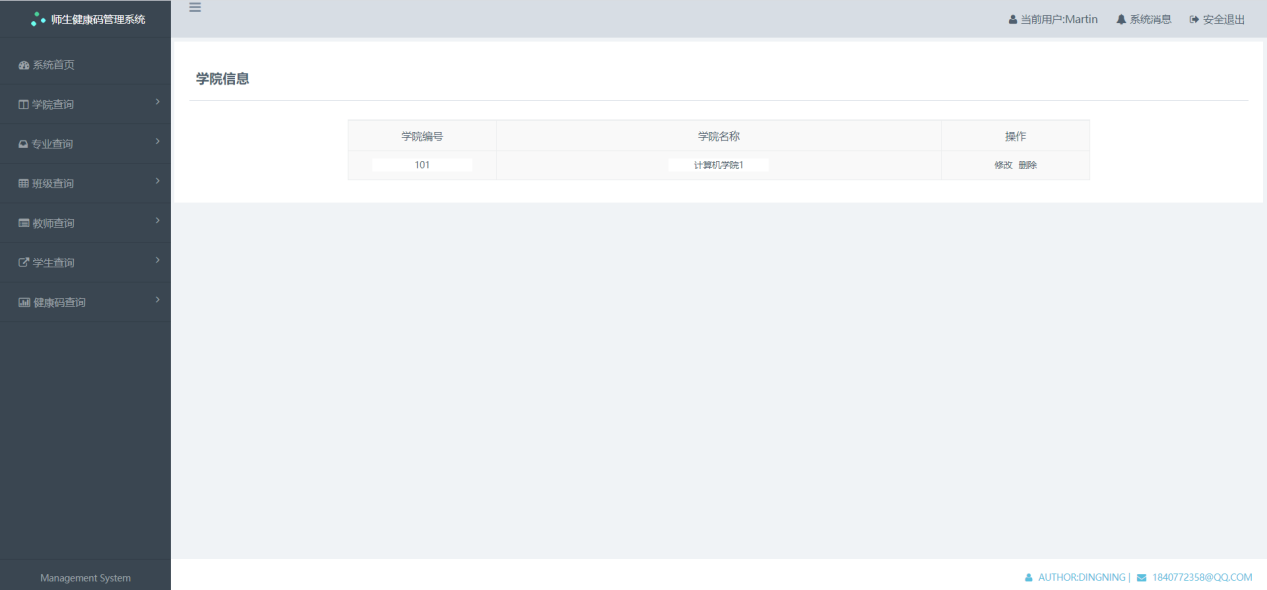 师生健康码管理系统
当前用户:Martin 系统消息 安全退出
系统首页
学院查询
专业查询
班级查询
教师查询
学生查询
健康码查询
学院信息
学院编号 学院名称 操作
101 计算机学院1 修改 删除
Management System
AUTHOR:DINGNING | 1840772358@QQ.COM